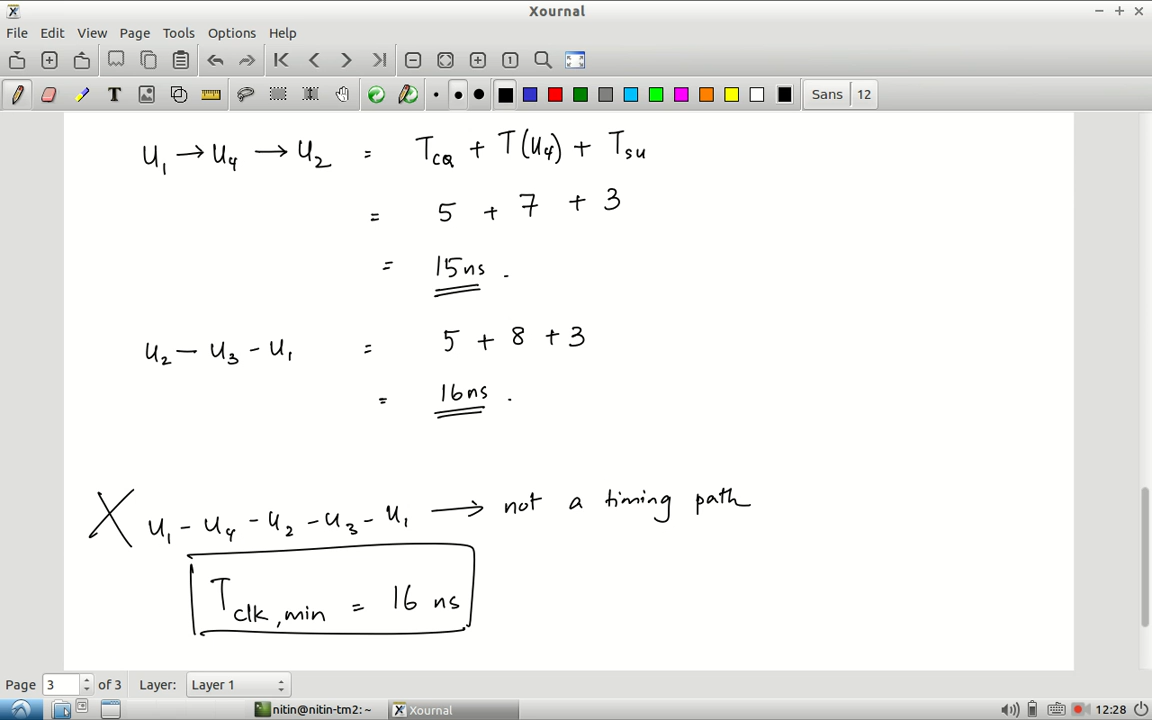 Xournal
File Edit View Page Tools Options Help
Sans 12
U1 → U4 → U2 = TCQ + T(U4) + Tsu
= 5 + 7 + 3
= 15ns.
U2 – U3 – U1 = 5 + 8 + 3
= 16ns.
X U1 – U4 – U2 – U3 – U1 → not a timing path
Tclk,min = 16 ns
Page 3 of 3 Layer: Layer 1
nitin@nitin-tm2: ~ Xournal 12:28